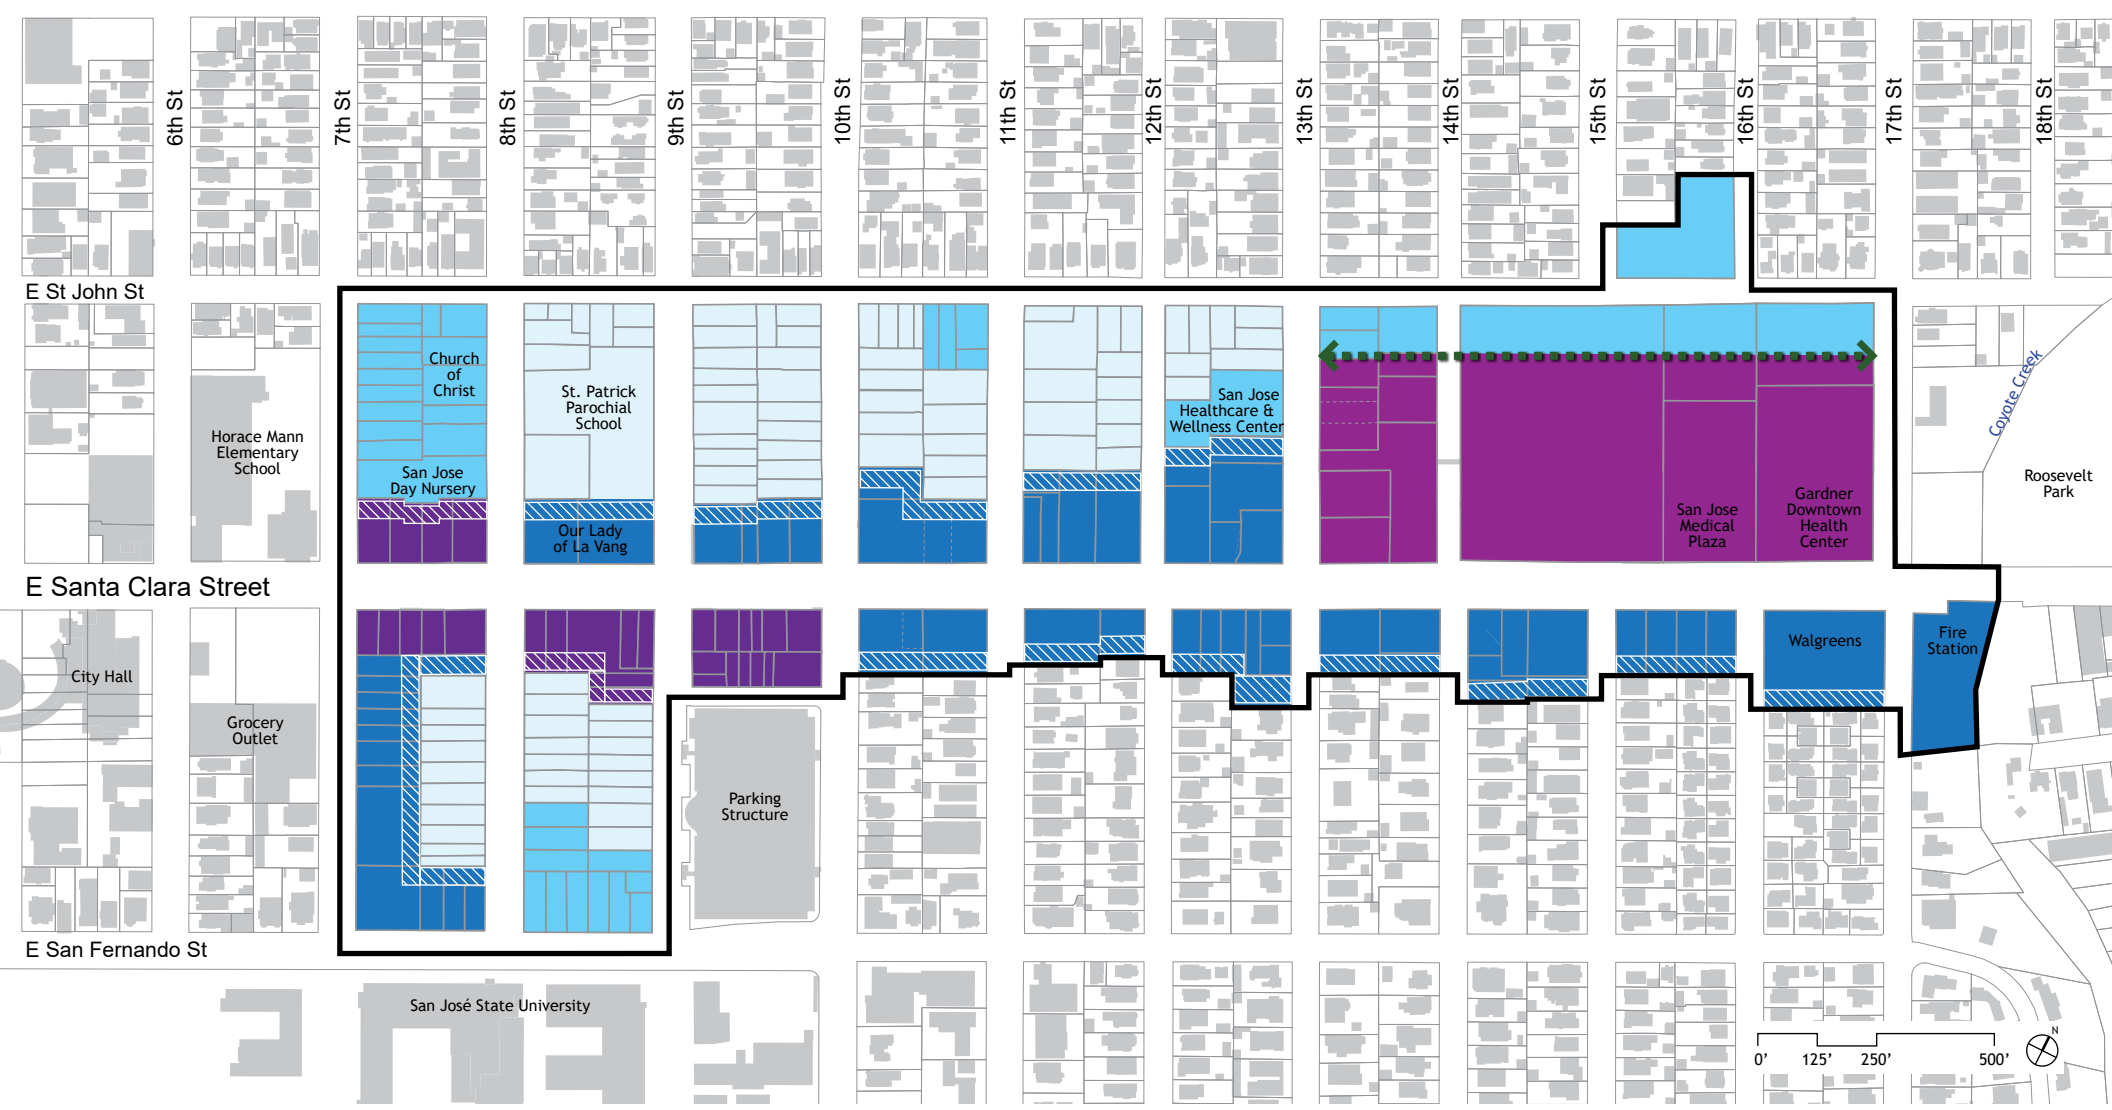 6th St
7th St
8th St
9th St
10th St
11th St
12th St
13th St
14th St
15th St
16th St
17th St
18th St
E St John St
Church
of
Christ
St. Patrick
Parochial
School
San Jose
Healthcare &
Wellness Center
Coyote Creek
Horace Mann
Elementary
School
San Jose
Day Nursery
Roosevelt
Park
Our Lady
of La Vang
San Jose
Medical
Plaza
Gardner
Downtown
Health
Center
E Santa Clara Street
City Hall
Walgreens
Fire
Station
Grocery
Outlet
Parking
Structure
E San Fernando St
San José State University
N
0’
125’
250’
500’